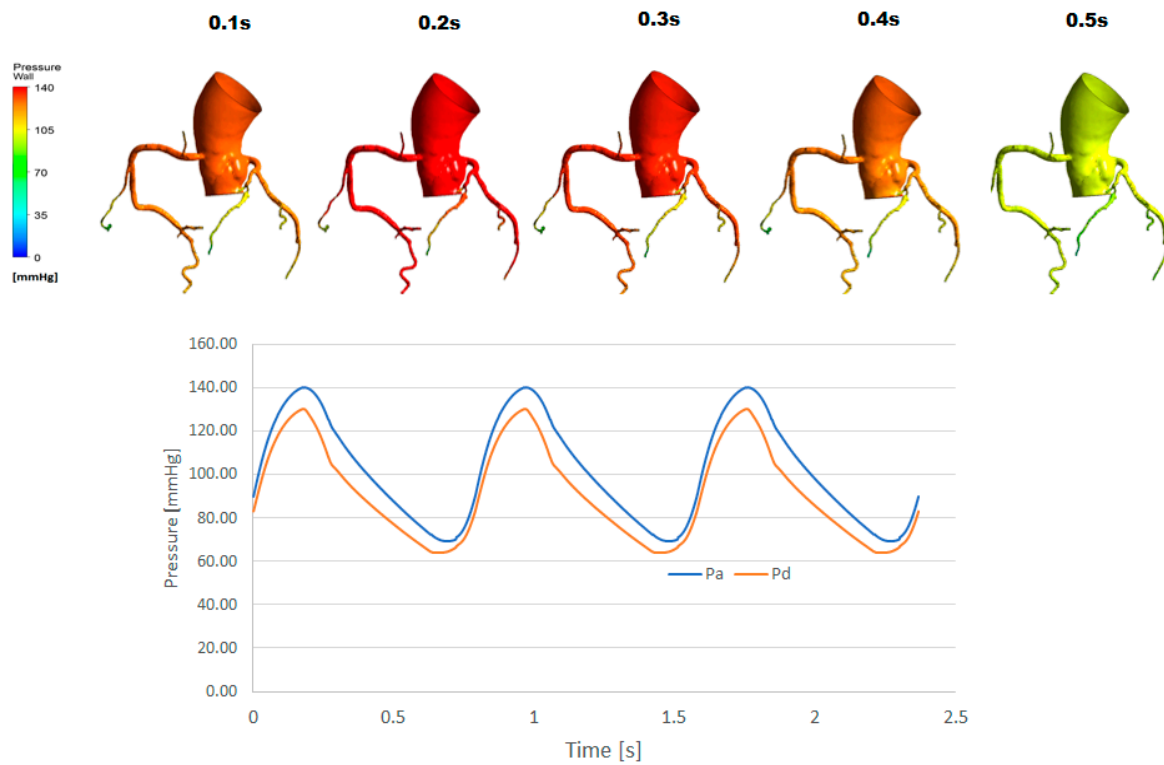 0.1s 0.2s 0.3s 0.4s 0.5s
Pressure
Wall
140
105
70
35
0
[mmHg]
160.00
140.00
120.00
100.00
80.00
60.00
40.00
20.00
0.00
Pressure [mmHg]
Pa Pd
0 0.5 1 1.5 2 2.5
Time [s]